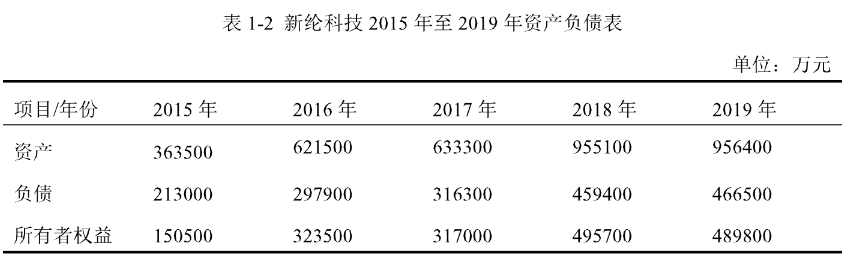 表 1-2 新纶科技 2015 年至 2019 年资产负债表
单位：万元
项目/年份 2015 年 2016 年 2017 年 2018 年 2019 年
资产 363500 621500 633300 955100 956400
负债 213000 297900 316300 459400 466500
所有者权益 150500 323500 317000 495700 489800